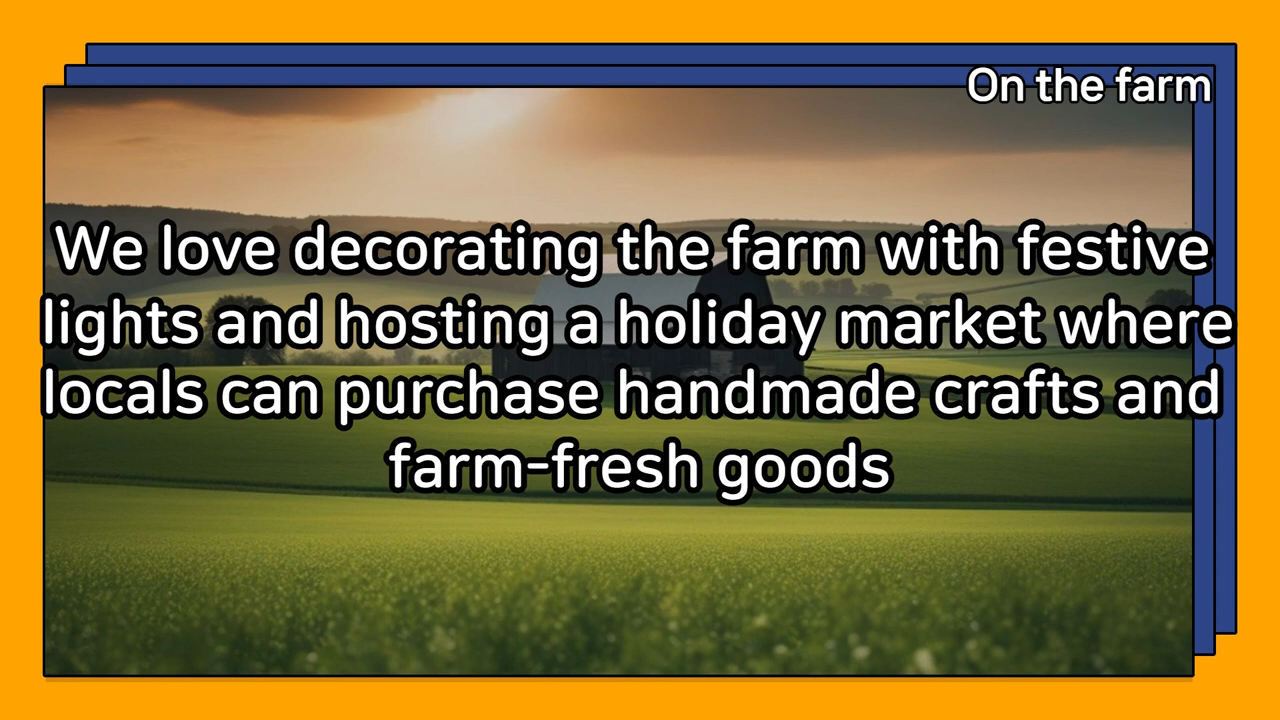 On the farm
We love decorating the farm with festive
lights and hosting a holiday market where
locals can purchase handmade crafts and
farm-fresh goods